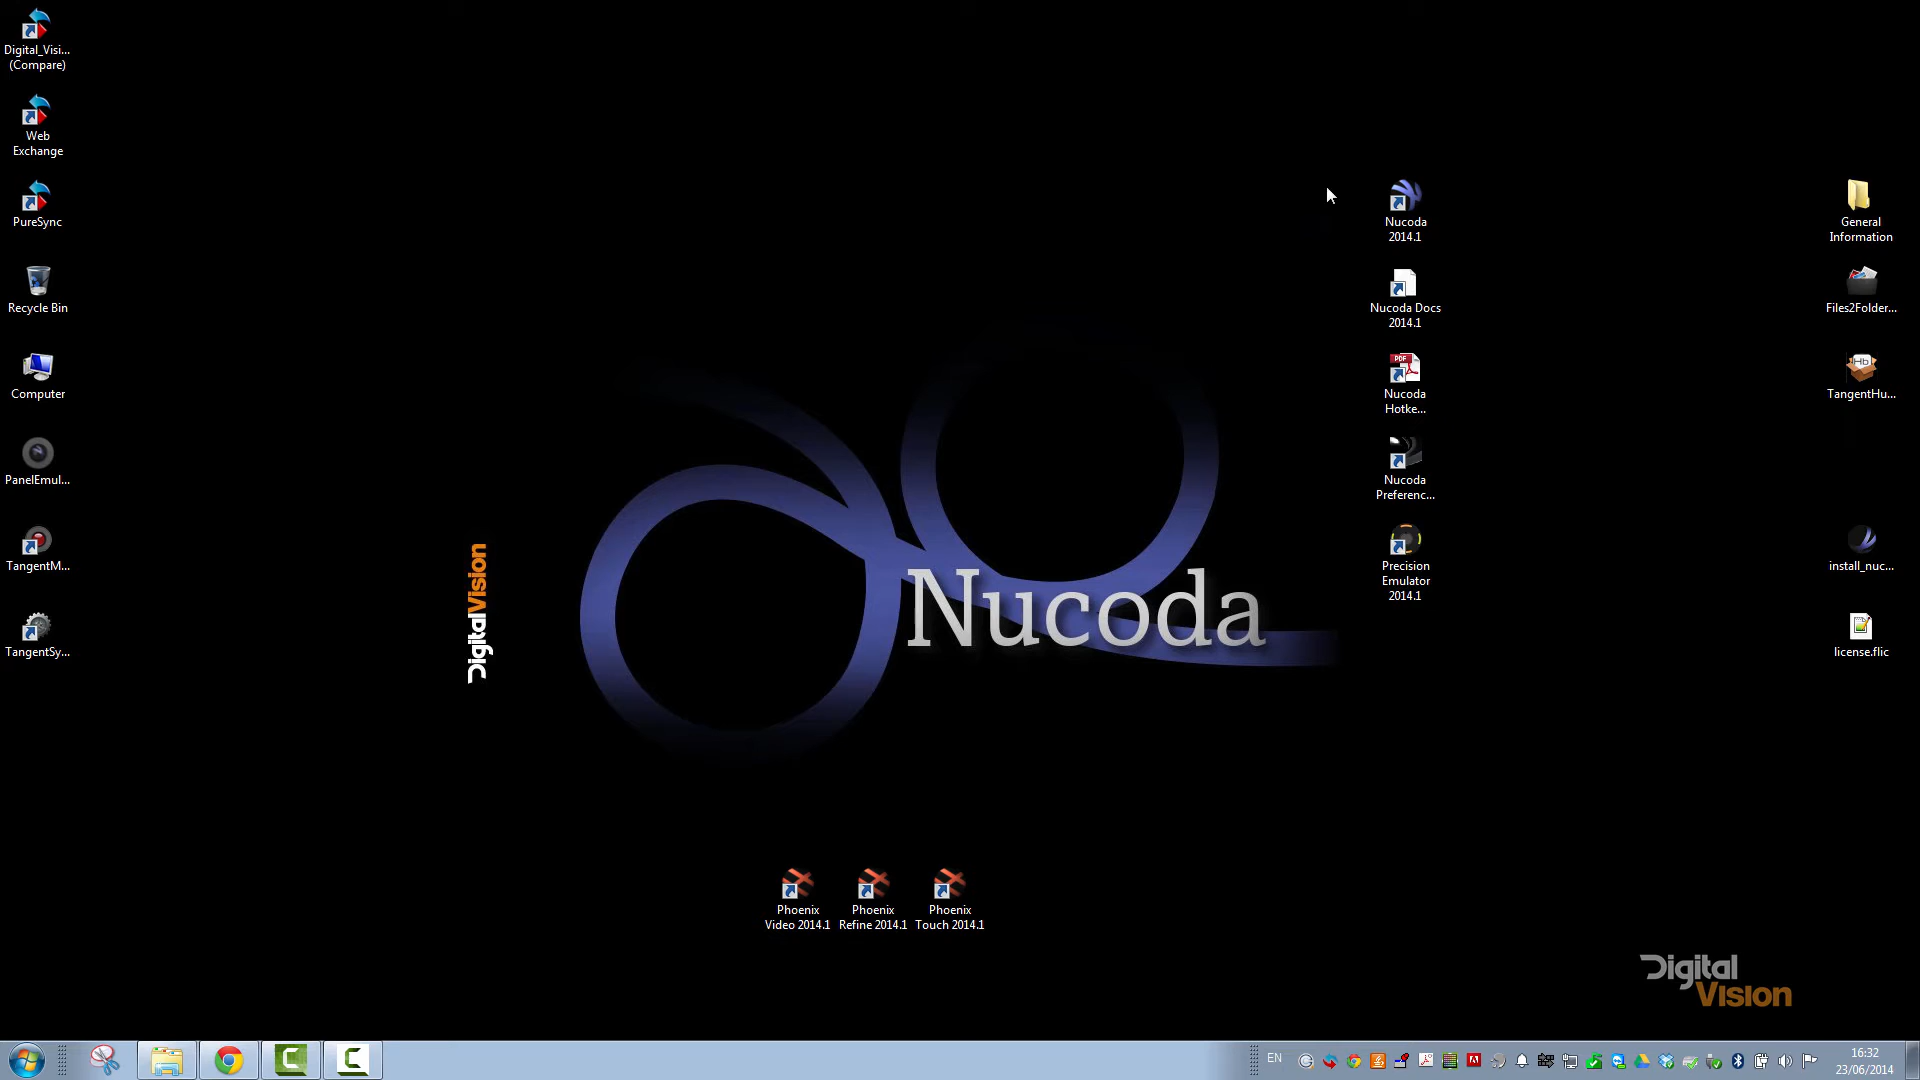 Digital_Visi...
(Compare)
Web
Exchange
PureSync
Recycle Bin
Computer
PanelEmul...
TangentM...
TangentSy...
DigitalVision
Nucoda
Nucoda
2014.1
Nucoda Docs
2014.1
PDF
Nucoda
Hotke...
Nucoda
Preferenc...
Precision
Emulator
2014.1
General
Information
Files2Folder...
Hb
TangentHu...
install_nuc...
license.flic
Phoenix
Video 2014.1
Phoenix
Refine 2014.1
Phoenix
Touch 2014.1
Digital
Vision
EN
16:32
23/06/2014